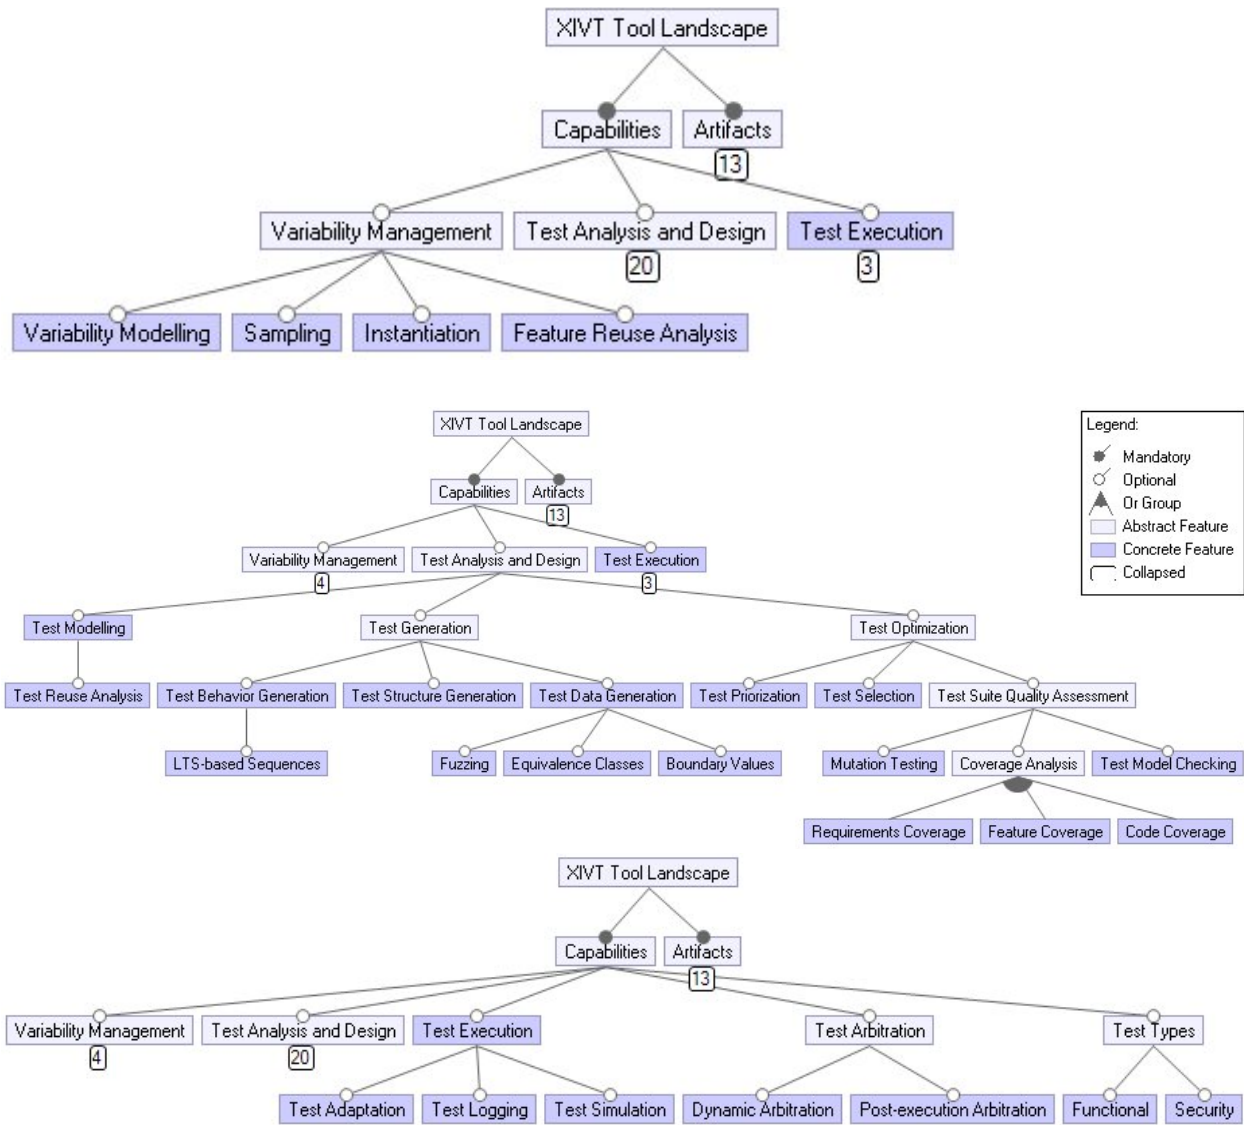 XIVT Tool Landscape
Capabilities
Artifacts
13
Variability Management
Test Analysis and Design
Test Execution
20
3
Variability Modelling
Sampling
Instantiation
Feature Reuse Analysis
XIVT Tool Landscape
Capabilities
Artifacts
13
Variability Management
Test Analysis and Design
Test Execution
4
3
Test Modelling
Test Generation
Test Optimization
Test Reuse Analysis
Test Behavior Generation
Test Structure Generation
Test Data Generation
Test Priorization
Test Selection
Test Suite Quality Assessment
LTS-based Sequences
Fuzzing
Equivalence Classes
Boundary Values
Mutation Testing
Coverage Analysis
Test Model Checking
Requirements Coverage
Feature Coverage
Code Coverage
Legend:
Mandatory
Optional
Or Group
Abstract Feature
Concrete Feature
Collapsed
XIVT Tool Landscape
Capabilities
Artifacts
13
Variability Management
Test Analysis and Design
Test Execution
Test Arbitration
Test Types
4
20
Test Adaptation
Test Logging
Test Simulation
Dynamic Arbitration
Post-execution Arbitration
Functional
Security